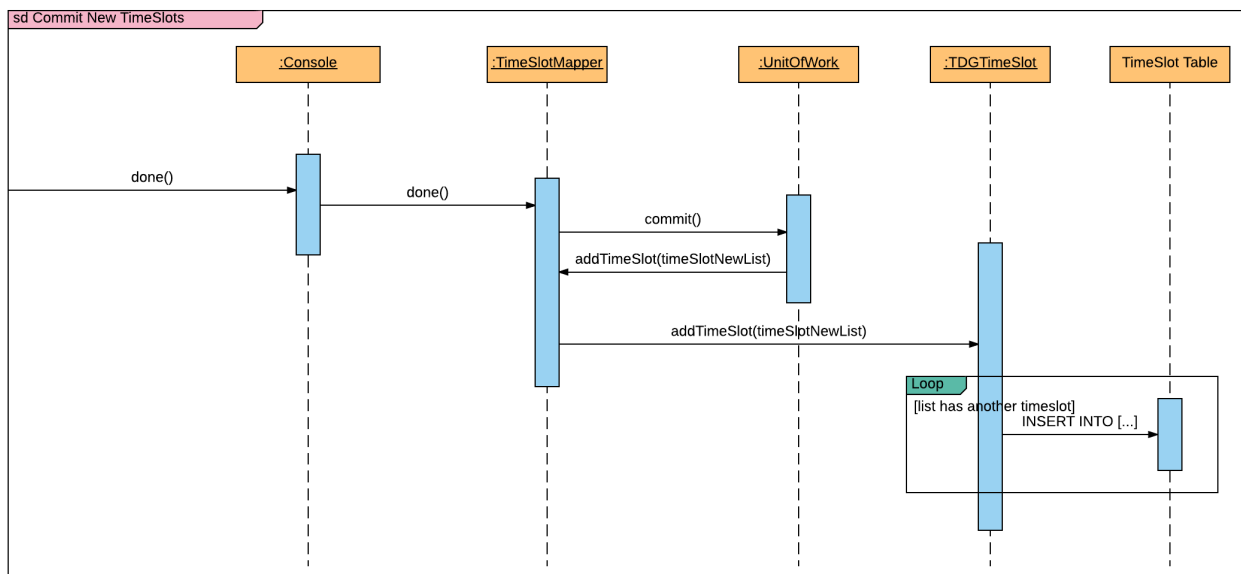 sd Commit New TimeSlots
:Console
:TimeSlotMapper
:UnitOfWork
:TDGTimeSlot
TimeSlot Table
done()
done()
commit()
addTimeSlot(timeSlotNewList)
addTimeSlot(timeSlotNewList)
Loop
[list has another timeslot]
INSERT INTO [...]